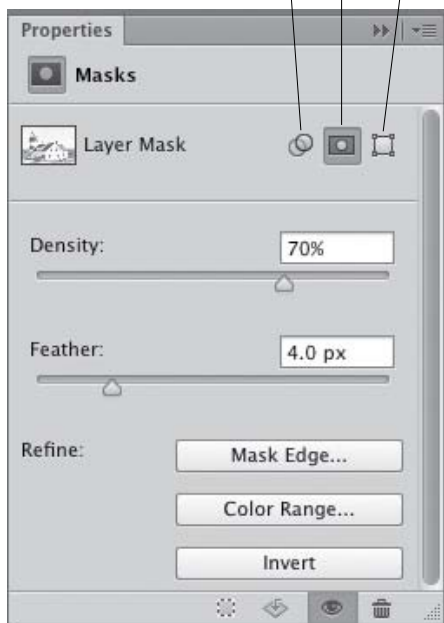 Properties
Masks
Layer Mask
Density: 70%
Feather: 4.0 px
Refine: Mask Edge...
Color Range...
Invert